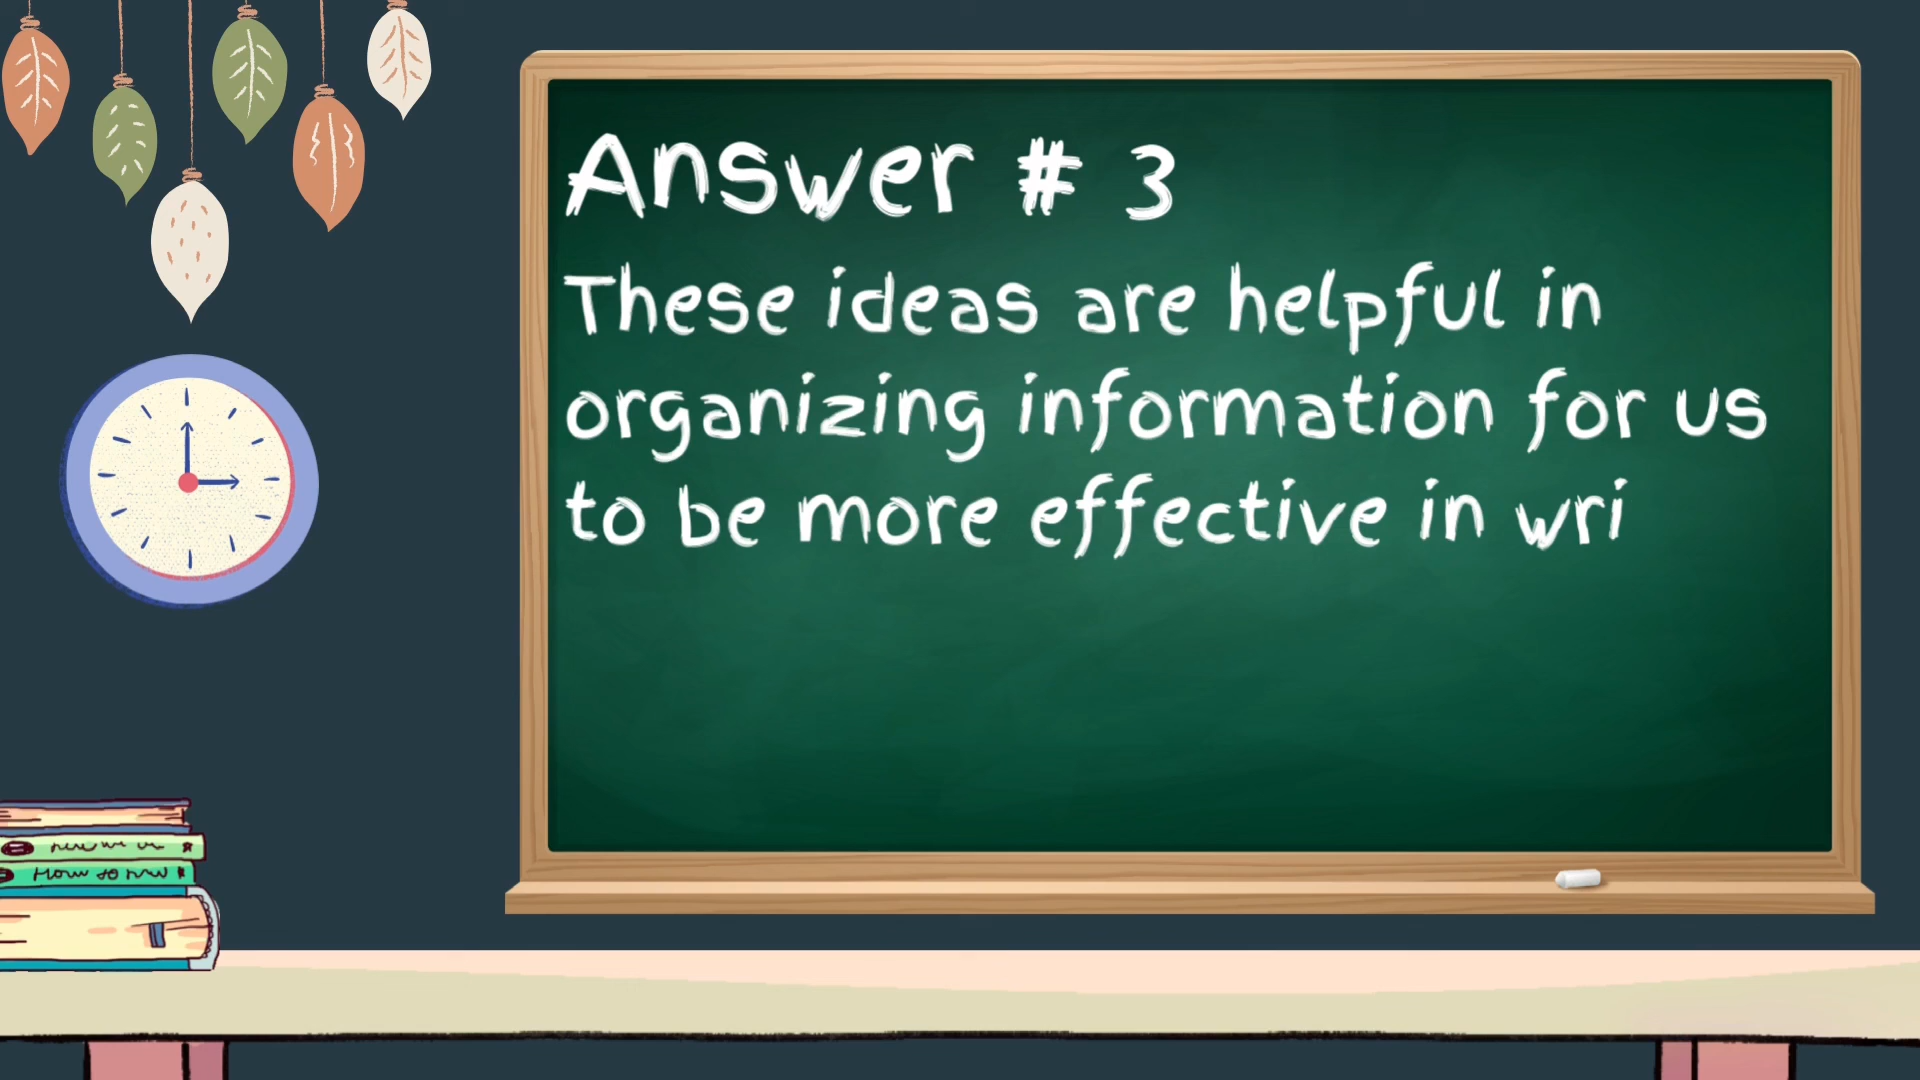 Answer # 3
These ideas are helpful in
organizing information for us
to be more effective in wri